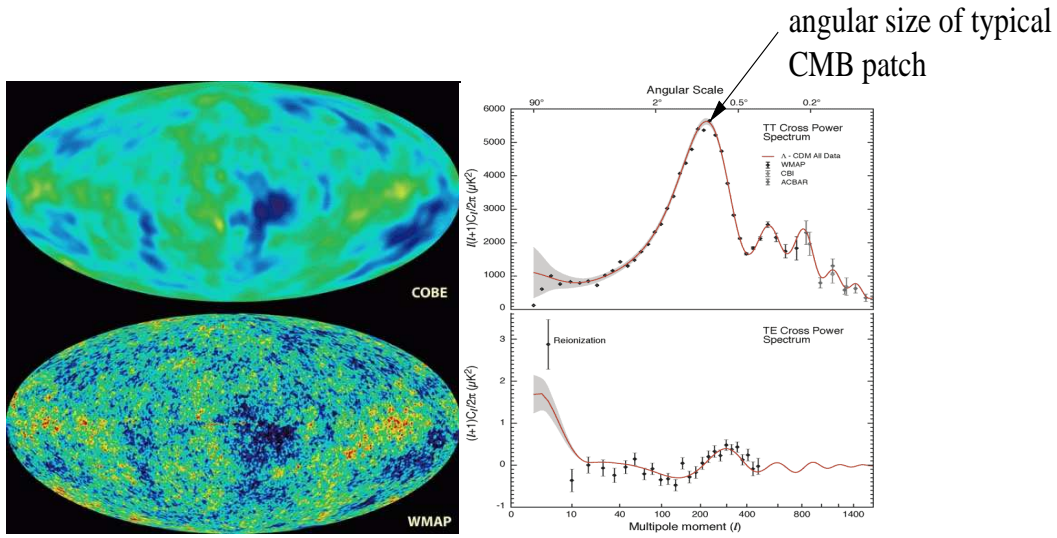 angular size of typical
CMB patch
COBE
WMAP
Angular Scale
90° 2° 0.5° 0.2°
TT Cross Power
Spectrum
Λ - CDM All Data
WMAP
CBI
ACBAR
l(l+1)Cl/2π (μK²)
6000
5000
4000
3000
2000
1000
0
TE Cross Power
Spectrum
Reionization
(l+1)Cl/2π (μK²)
3
2
1
0
-1
0 10 40 100 200 400 800 1400
Multipole moment (l)